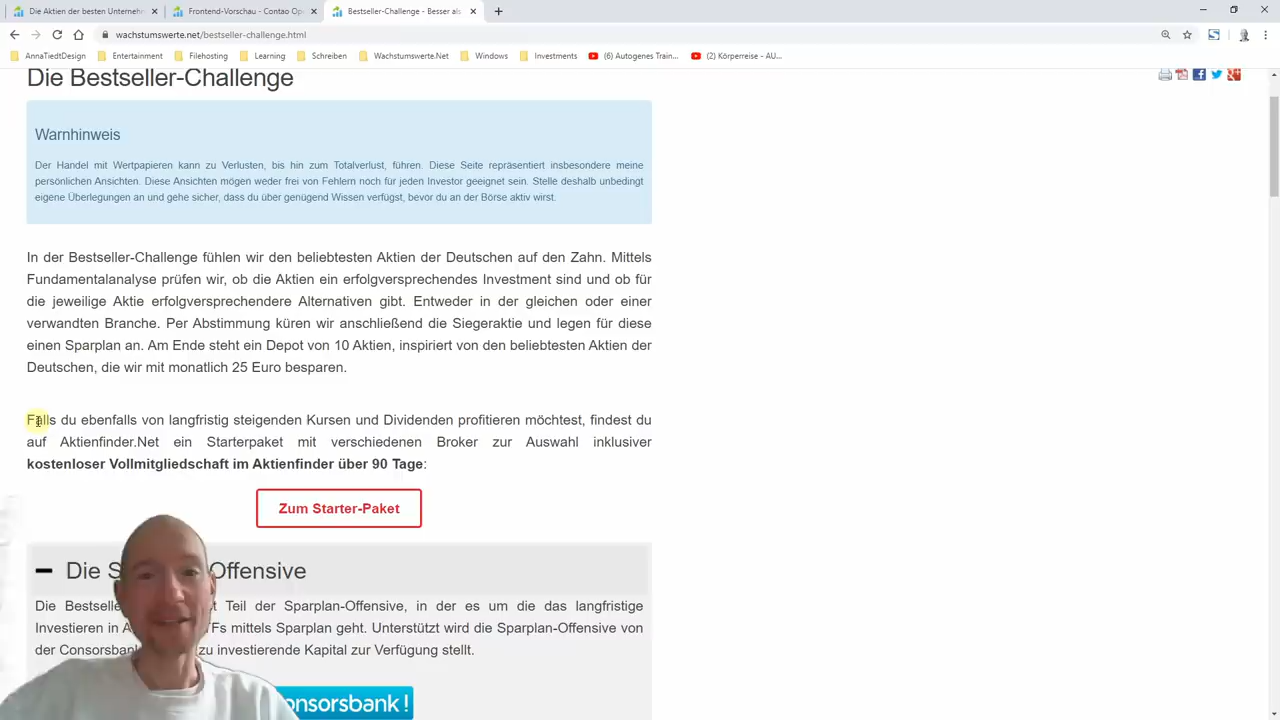 Die Aktien der besten Unternehm
Frontend-Vorschau - Contao Op
Bestseller-Challenge - Besser als
wachstumswerte.net/bestseller-challenge.html
AnnaTiedtDesign Entertainment Filehosting Learning Schreiben Wachstumswerte.Net Windows Investments (6) Autogenes Train... (2) Körperreise - AU...
Die Bestseller-Challenge
Warnhinweis
Der Handel mit Wertpapieren kann zu Verlusten, bis hin zum Totalverlust, führen. Diese Seite repräsentiert insbesondere meine
persönlichen Ansichten. Diese Ansichten mögen weder frei von Fehlern noch für jeden Investor geeignet sein. Stelle deshalb unbedingt
eigene Überlegungen an und gehe sicher, dass du über genügend Wissen verfügst, bevor du an der Börse aktiv wirst.
In der Bestseller-Challenge fühlen wir den beliebtesten Aktien der Deutschen auf den Zahn. Mittels
Fundamentalanalyse prüfen wir, ob die Aktien ein erfolgversprechendes Investment sind und ob für
die jeweilige Aktie erfolgversprechendere Alternativen gibt. Entweder in der gleichen oder einer
verwandten Branche. Per Abstimmung küren wir anschließend die Siegeraktie und legen für diese
einen Sparplan an. Am Ende steht ein Depot von 10 Aktien, inspiriert von den beliebtesten Aktien der
Deutschen, die wir mit monatlich 25 Euro besparen.
Falls du ebenfalls von langfristig steigenden Kursen und Dividenden profitieren möchtest, findest du
auf Aktienfinder.Net ein Starterpaket mit verschiedenen Broker zur Auswahl inklusiver
kostenloser Vollmitgliedschaft im Aktienfinder über 90 Tage:
Zum Starter-Paket
Die S Offensive
Die Bestselle Teil der Sparplan-Offensive, in der es um die das langfristige
Investieren in A TFs mittels Sparplan geht. Unterstützt wird die Sparplan-Offensive von
der Consorsban zu investierende Kapital zur Verfügung stellt.
onsorsbank!